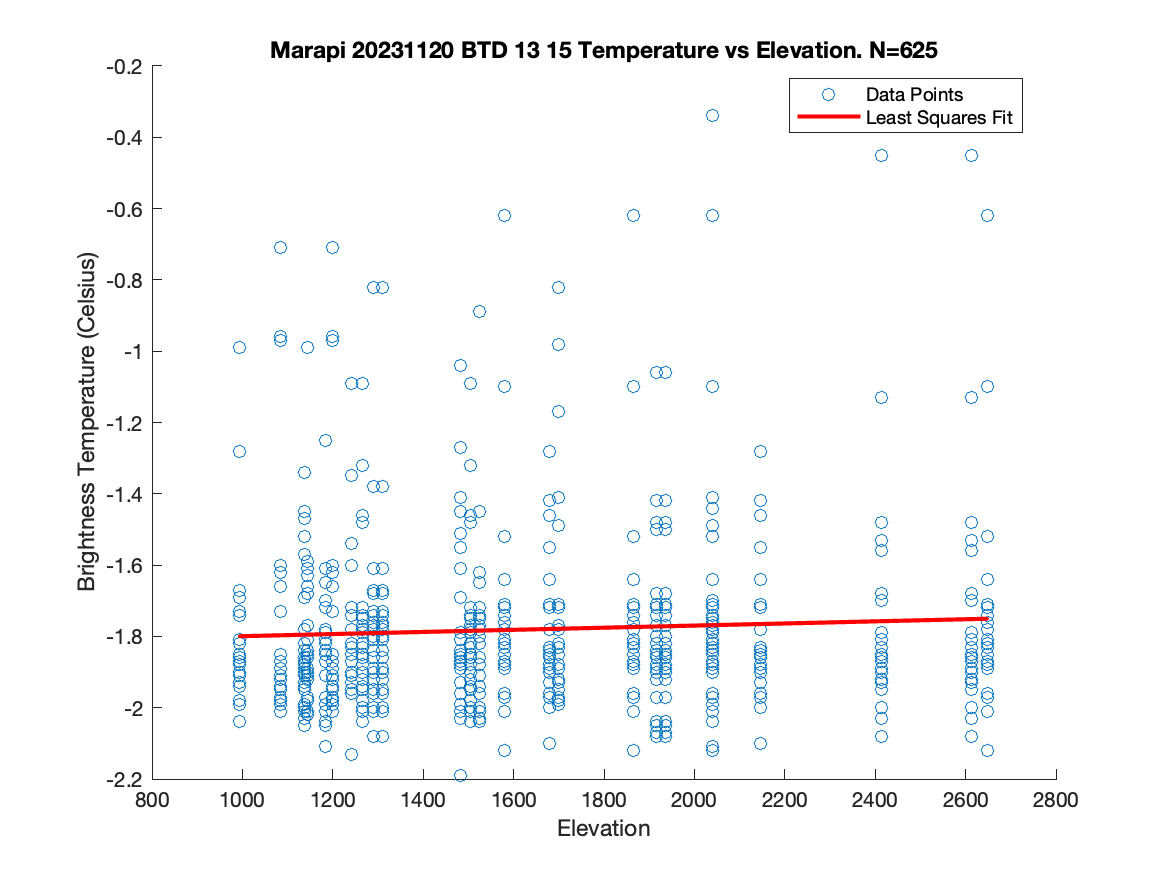 Marapi 20231120 BTD 13 15 Temperature vs Elevation. N=625
Data Points
Least Squares Fit
Brightness Temperature (Celsius)
-0.2
-0.4
-0.6
-0.8
-1
-1.2
-1.4
-1.6
-1.8
-2
-2.2
800 1000 1200 1400 1600 1800 2000 2200 2400 2600 2800
Elevation